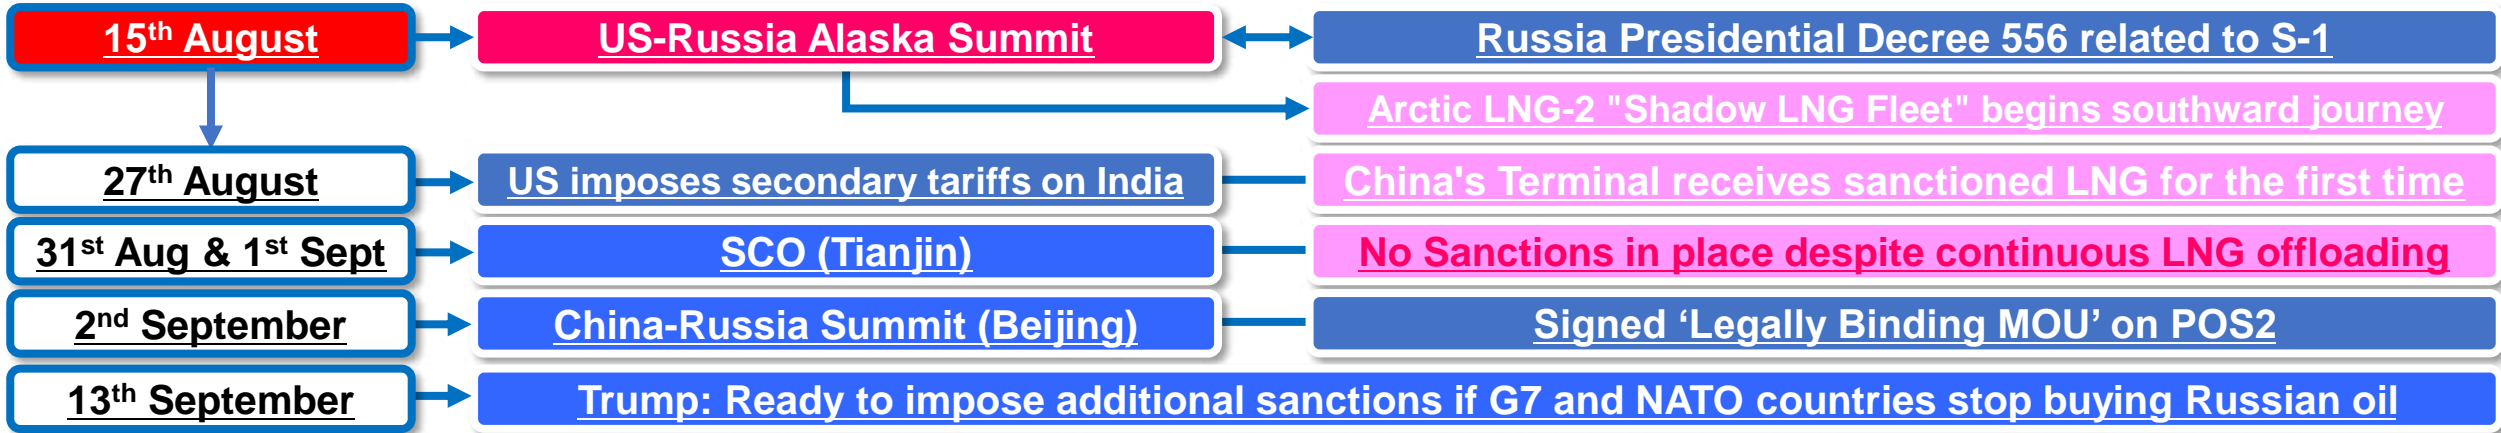 15th August
US-Russia Alaska Summit
Russia Presidential Decree 556 related to S-1
Arctic LNG-2 "Shadow LNG Fleet" begins southward journey
27th August
US imposes secondary tariffs on India
China's Terminal receives sanctioned LNG for the first time
31st Aug & 1st Sept
SCO (Tianjin)
No Sanctions in place despite continuous LNG offloading
2nd September
China-Russia Summit (Beijing)
Signed ‘Legally Binding MOU’ on POS2
13th September
Trump: Ready to impose additional sanctions if G7 and NATO countries stop buying Russian oil